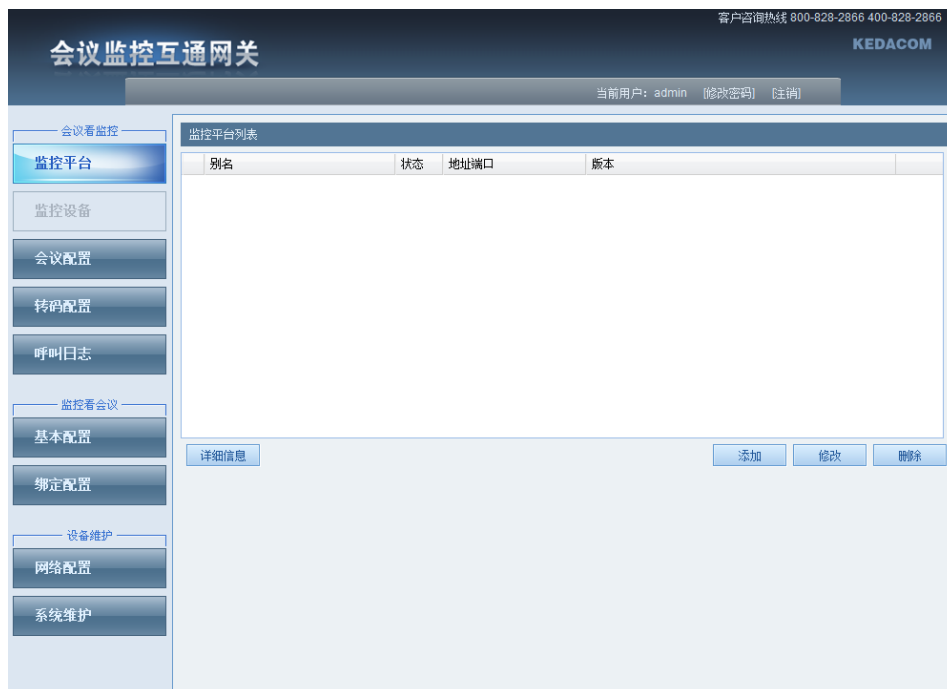 客户咨询热线 800-828-2866 400-828-2866
会议监控互通网关
KEDACOM
当前用户：admin [修改密码] [注销]
会议看监控
监控平台
监控设备
会议配置
转码配置
呼叫日志
监控看会议
基本配置
绑定配置
设备维护
网络配置
系统维护
监控平台列表
别名 状态 地址端口 版本
详细信息 添加 修改 删除